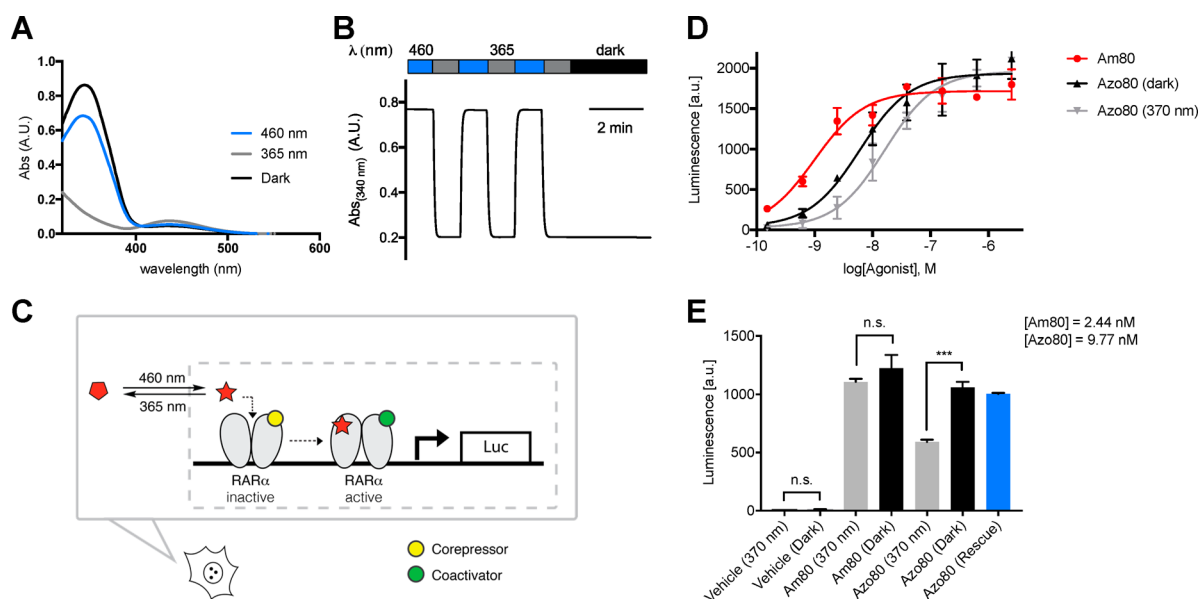 A
Abs (A.U.)
1.0
0.8
0.6
0.4
0.2
0.0
460 nm
365 nm
Dark
400
500
600
wavelength (nm)
B
λ (nm)
460
365
dark
Abs(340 nm) (A.U.)
0.8
0.6
0.4
0.2
2 min
C
460 nm
365 nm
RARα
inactive
RARα
active
Luc
Corepressor
Coactivator
D
Luminescence [a.u.]
2000
1500
1000
500
0
-10
-9
-8
-7
-6
log[Agonist], M
Am80
Azo80 (dark)
Azo80 (370 nm)
E
Luminescence [a.u.]
1500
1000
500
0
n.s.
n.s.
***
[Am80] = 2.44 nM
[Azo80] = 9.77 nM
Vehicle (370 nm)
Vehicle (Dark)
Am80 (370 nm)
Am80 (Dark)
Azo80 (370 nm)
Azo80 (Dark)
Azo80 (Rescue)